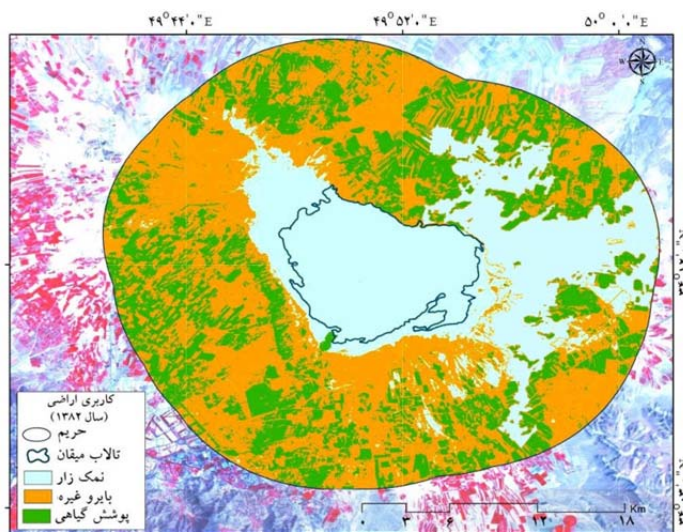 ۴۹°۴۴'۰"E
۴۹°۵۲'۰"E
۵۰°۰'۰"E
N
W
E
S
کاربری اراضی
(سال ۱۳۸۲)
حریم
تالاب میقان
نمک زار
بایرو غیره
پوشش گیاهی
۰ ۳ ۶ ۱۲ ۱۸ Km